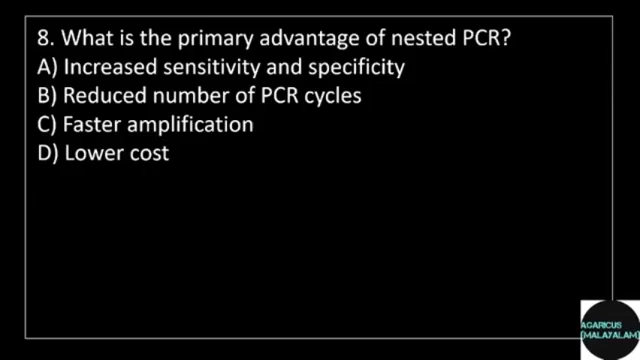 8. What is the primary advantage of nested PCR?
A) Increased sensitivity and specificity
B) Reduced number of PCR cycles
C) Faster amplification
D) Lower cost
AGARICUS
(MALAYALAM)